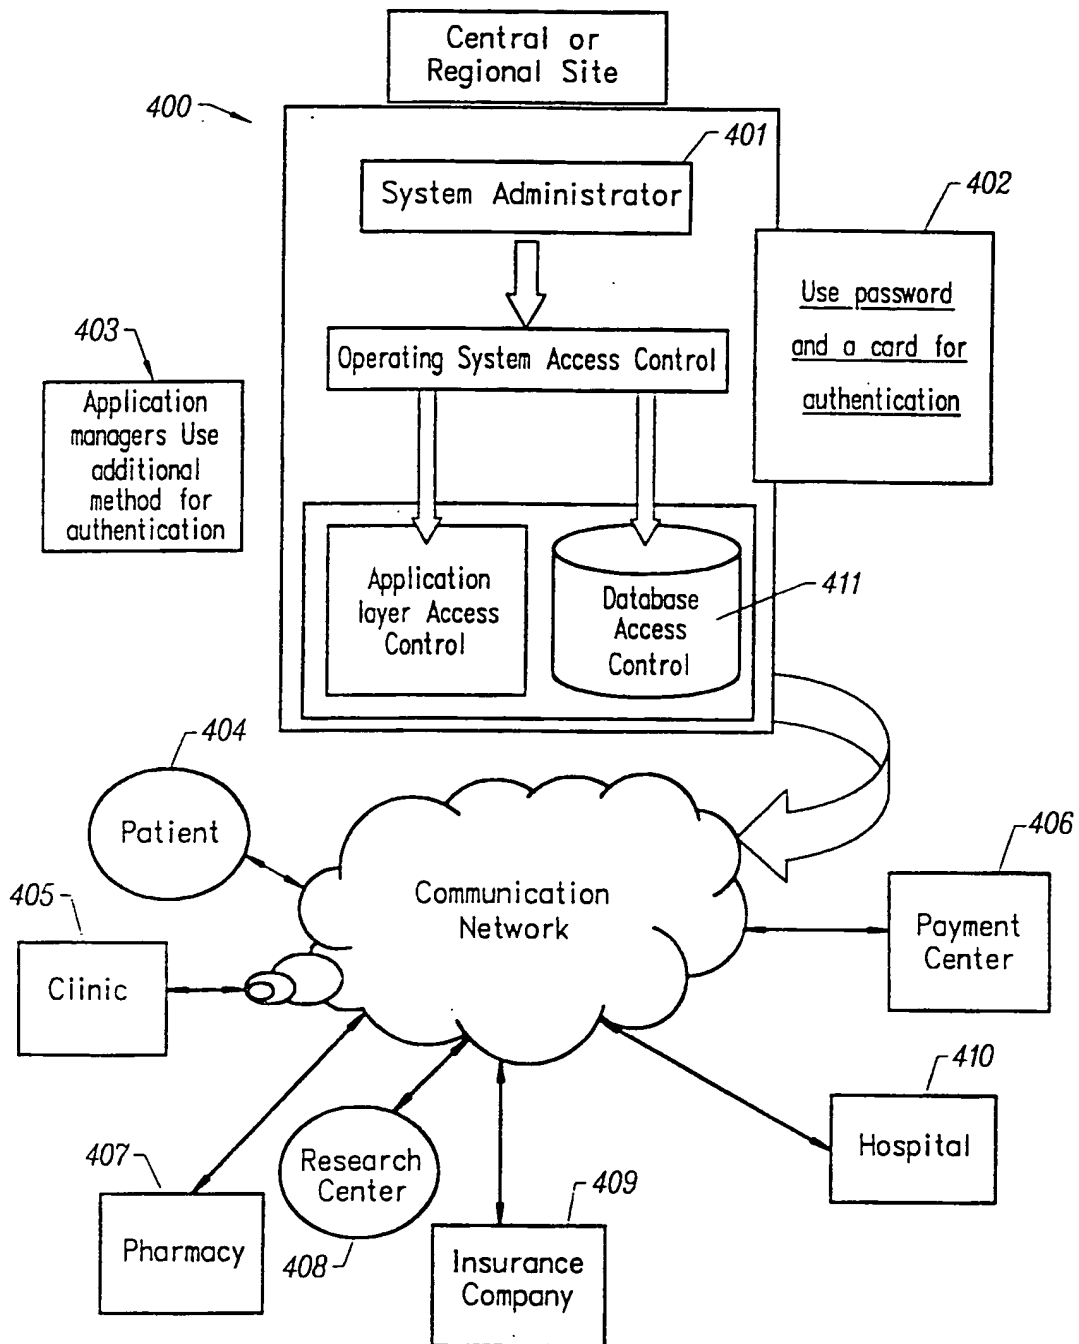 Central or
Regional Site
400
401
System Administrator
402
Use password
and a card for
authentication
Operating System Access Control
403
Application
managers Use
additional
method for
authentication
Application
layer Access
Control
Database
Access
Control
411
404
Patient
Communication
Network
406
Payment
Center
405
Clinic
410
Hospital
407
Pharmacy
Research
Center
408
409
Insurance
Company